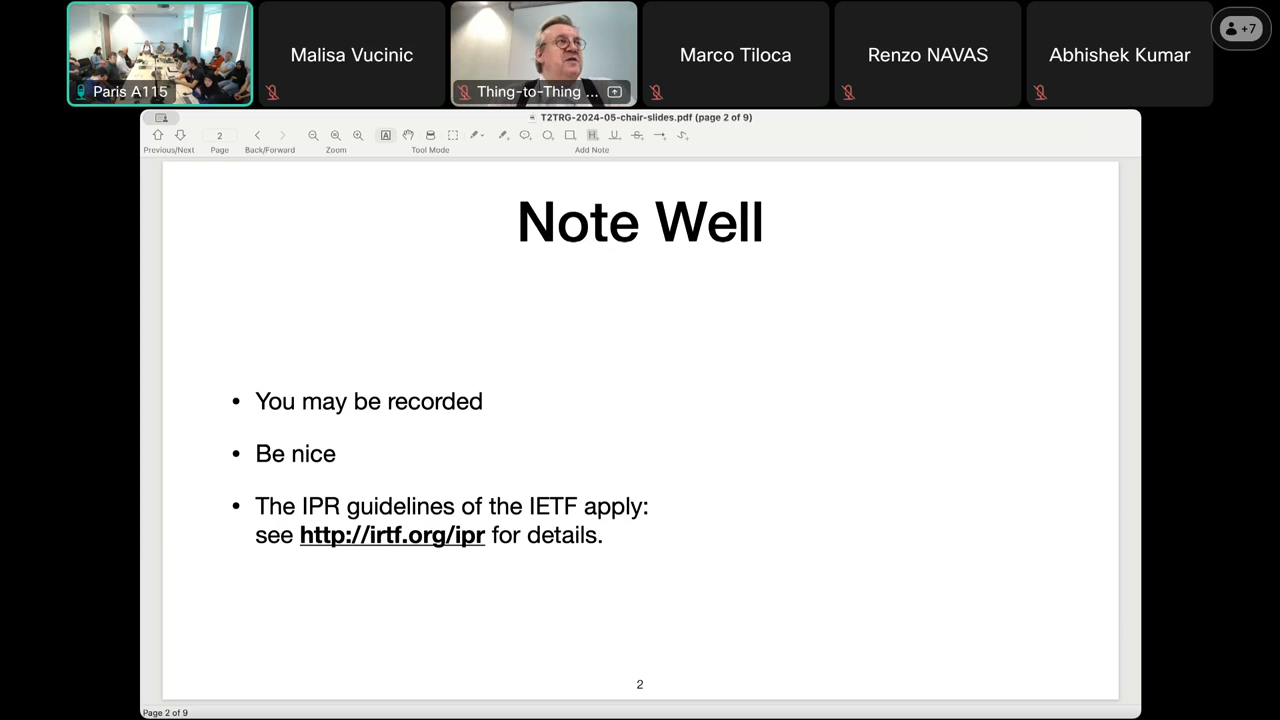 +7
Paris A115
Malisa Vucinic
Thing-to-Thing ...
Marco Tiloca
Renzo NAVAS
Abhishek Kumar
T2TRG-2024-05-chair-slides.pdf (page 2 of 9)
2
Previous/Next
Page
Back/Forward
Zoom
Tool Mode
Add Note
Note Well
• You may be recorded
• Be nice
• The IPR guidelines of the IETF apply:
see http://irtf.org/ipr for details.
2
Page 2 of 9